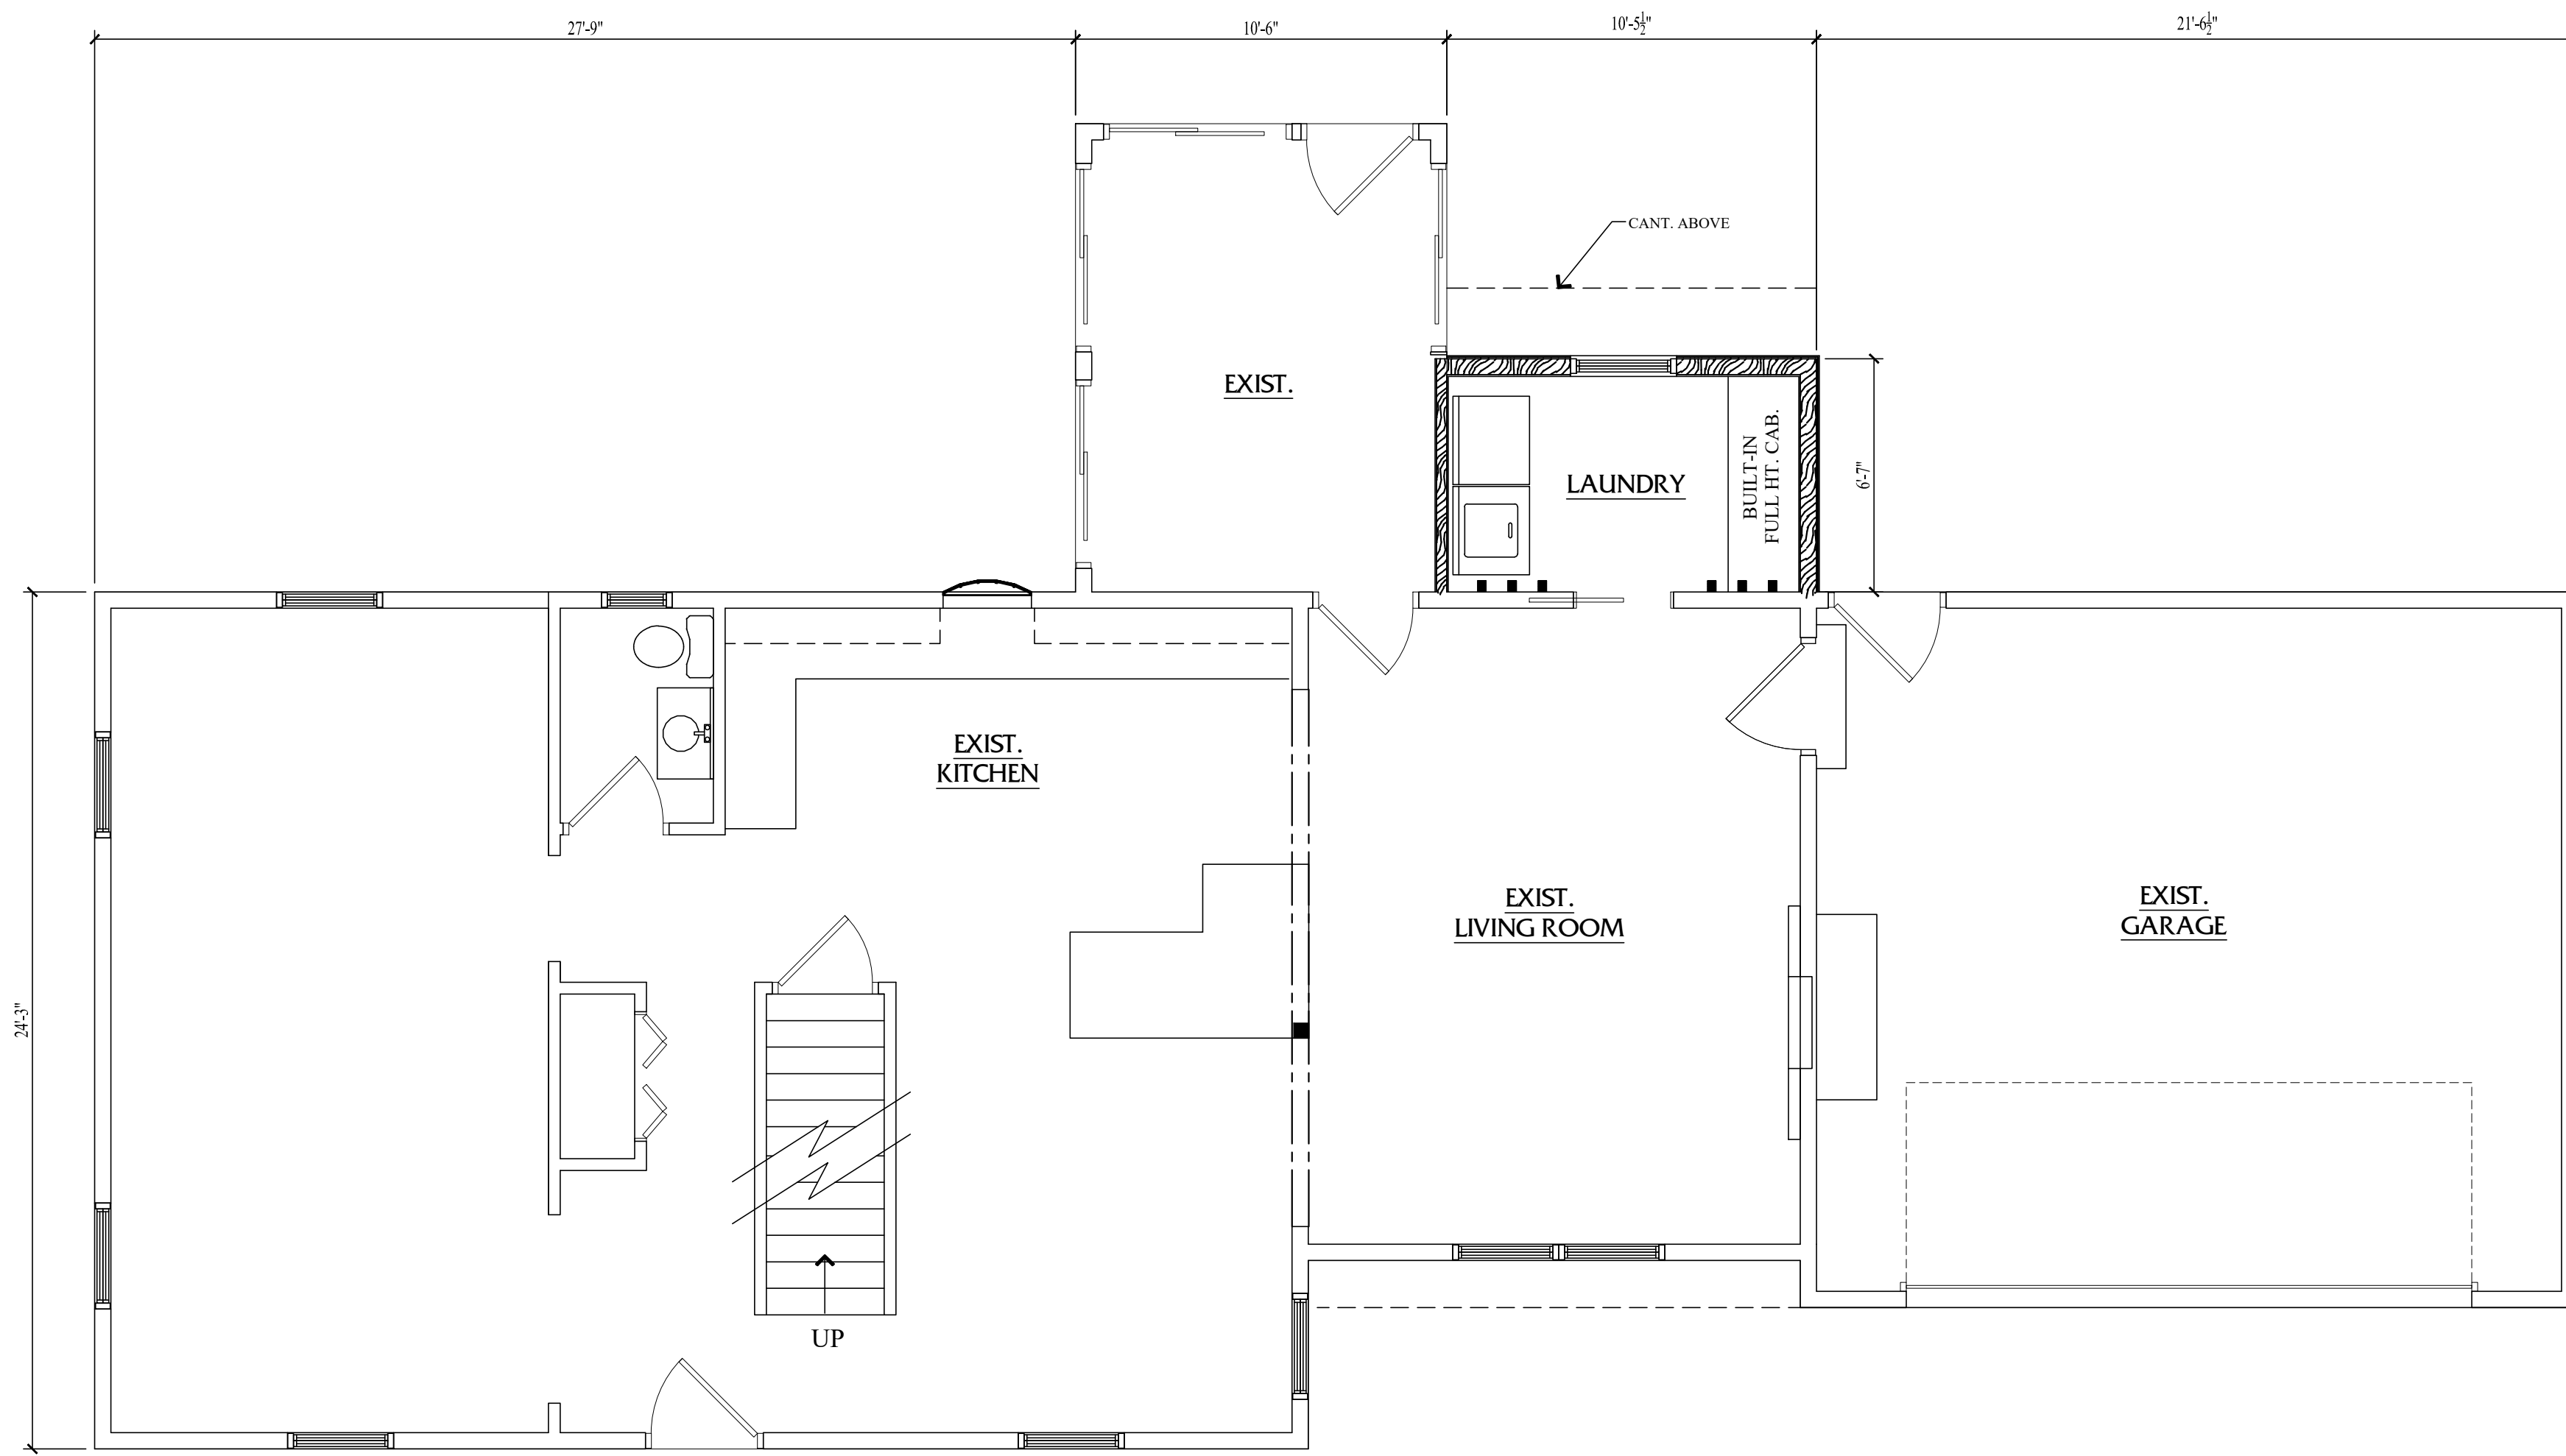 27'-9"
10'-6"
10'-5½"
21'-6½"
CANT. ABOVE
EXIST.
LAUNDRY
BUILT-IN
FULL HT. CAB.
6'-7"
EXIST.
KITCHEN
EXIST.
LIVING ROOM
EXIST.
GARAGE
24'-3"
UP